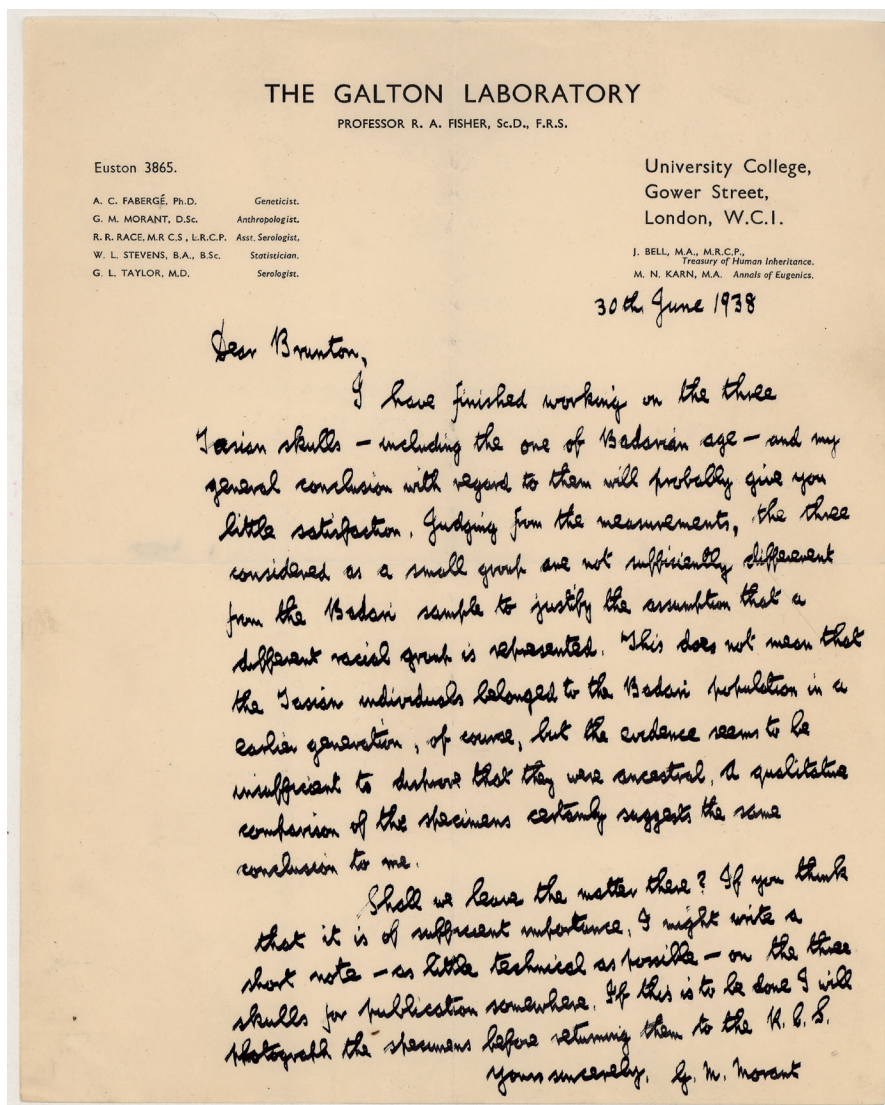 THE GALTON LABORATORY
PROFESSOR R. A. FISHER, Sc.D., F.R.S.
Euston 3865.
A. C. FABERGÉ, Ph.D. Geneticist.
G. M. MORANT, D.Sc. Anthropologist.
R. R. RACE, M.R C.S , L.R.C.P. Asst. Serologist,
W. L. STEVENS, B.A., B.Sc. Statistician.
G. L. TAYLOR, M.D. Serologist.
University College,
Gower Street,
London, W.C.1.
J. BELL, M.A., M.R.C.P.,
Treasury of Human Inheritance.
M. N. KARN, M.A. Annals of Eugenics.
30th June 1938
Dear Brunton,
I have finished working on the three
Tasian skulls – including the one of Badarian age – and my
general conclusion with regard to them will probably give you
little satisfaction. Judging from the measurements, the three
considered as a small group are not sufficiently different
from the Badari sample to justify the assumption that a
different racial group is represented. This does not mean that
the Tasian individuals belonged to the Badari population in a
earlier generation, of course, but the evidence seems to be
insufficient to disprove that they were ancestral. A qualitative
comparison of the specimens certainly suggests the same
conclusion to me.
Shall we leave the matter there? If you think
that it is of sufficient importance, I might write a
short note – as little technical as possible – on the three
skulls for publication somewhere. If this is to be done I will
photograph the specimens before returning them to the R. C. S.
Yours sincerely, G. M. Morant